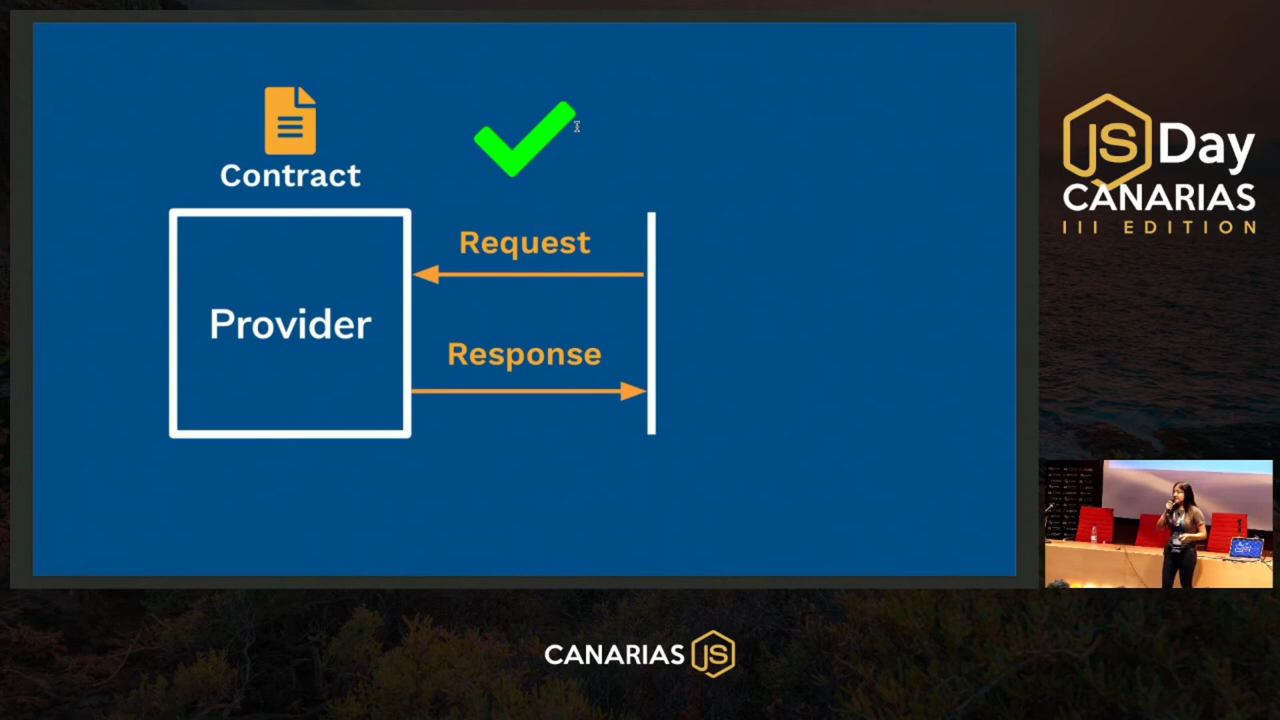 Contract
Provider
Request
Response
JS Day
CANARIAS
III EDITION
CANARIAS JS